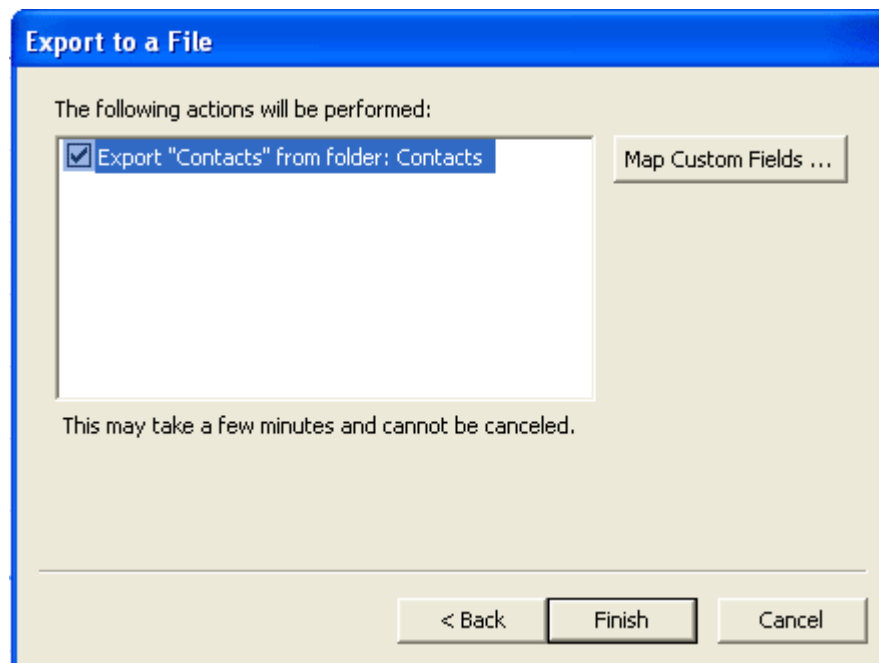 Export to a File
The following actions will be performed:
Export "Contacts" from folder: Contacts
Map Custom Fields ...
This may take a few minutes and cannot be canceled.
< Back
Finish
Cancel